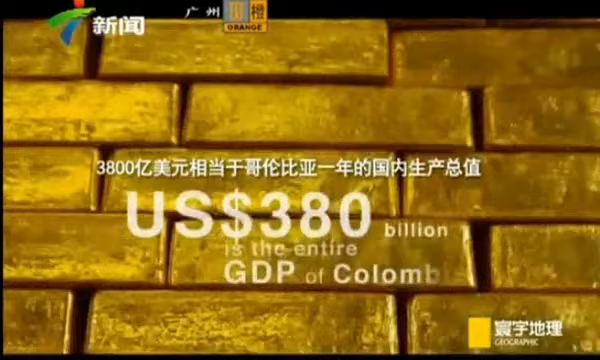 新闻
广州 橙
ORANGE
3800亿美元相当于哥伦比亚一年的国内生产总值
US$380 billion
is the entire
GDP of Colomb
寰宇地理
GEOGRAPHIC